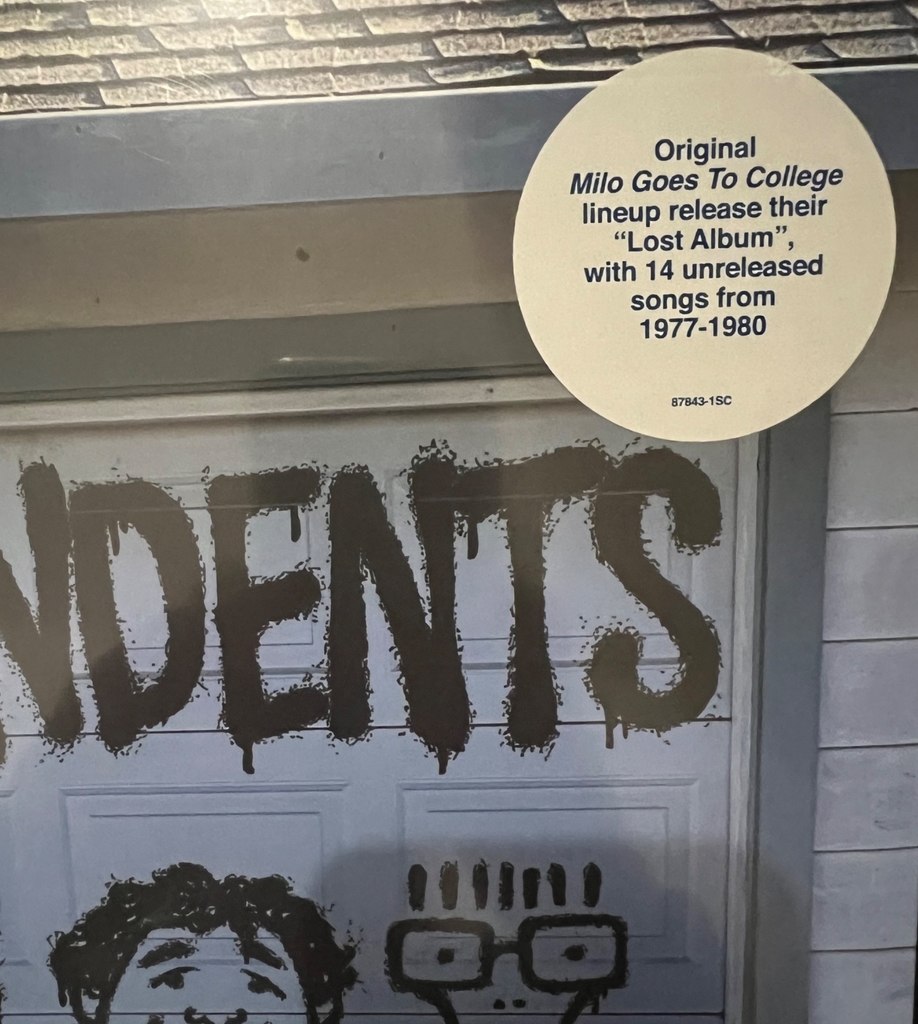 Original
Milo Goes To College
lineup release their
“Lost Album”,
with 14 unreleased
songs from
1977-1980
87843-1SC
NDENTS